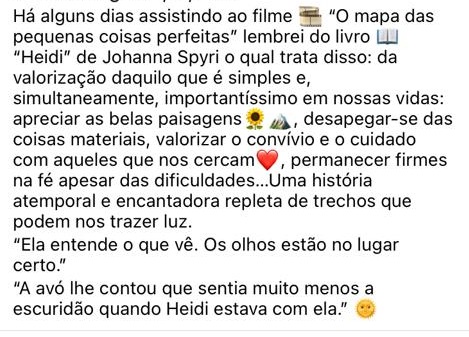 Há alguns dias assistindo ao filme 🎬 “O mapa das
pequenas coisas perfeitas” lembrei do livro 📖
“Heidi” de Johanna Spyri o qual trata disso: da
valorização daquilo que é simples e,
simultaneamente, importantíssimo em nossas vidas:
apreciar as belas paisagens🌻🏔️, desapegar-se das
coisas materiais, valorizar o convívio e o cuidado
com aqueles que nos cercam❤️, permanecer firmes
na fé apesar das dificuldades...Uma história
atemporal e encantadora repleta de trechos que
podem nos trazer luz.
“Ela entende o que vê. Os olhos estão no lugar
certo.”
“A avó lhe contou que sentia muito menos a
escuridão quando Heidi estava com ela.” 🌞